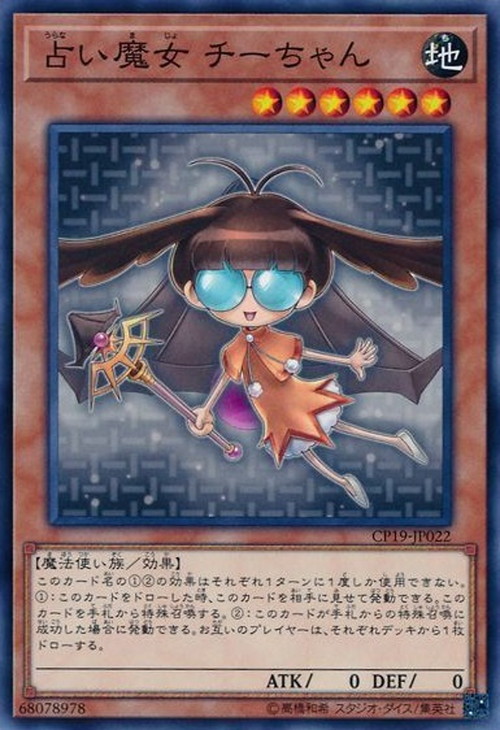 占い魔女 チーちゃん
地
CP19-JP022
【魔法使い族/効果】
このカード名の①②の効果はそれぞれ1ターンに1度しか使用できない。
①:このカードをドローした時、このカードを相手に見せて発動できる。この
カードを手札から特殊召喚する。②:このカードが手札からの特殊召喚に
成功した場合に発動できる。お互いのプレイヤーは、それぞれデッキから1枚
ドローする。
ATK/ 0 DEF/ 0
68078978
©高橋和希 スタジオ・ダイス/集英社